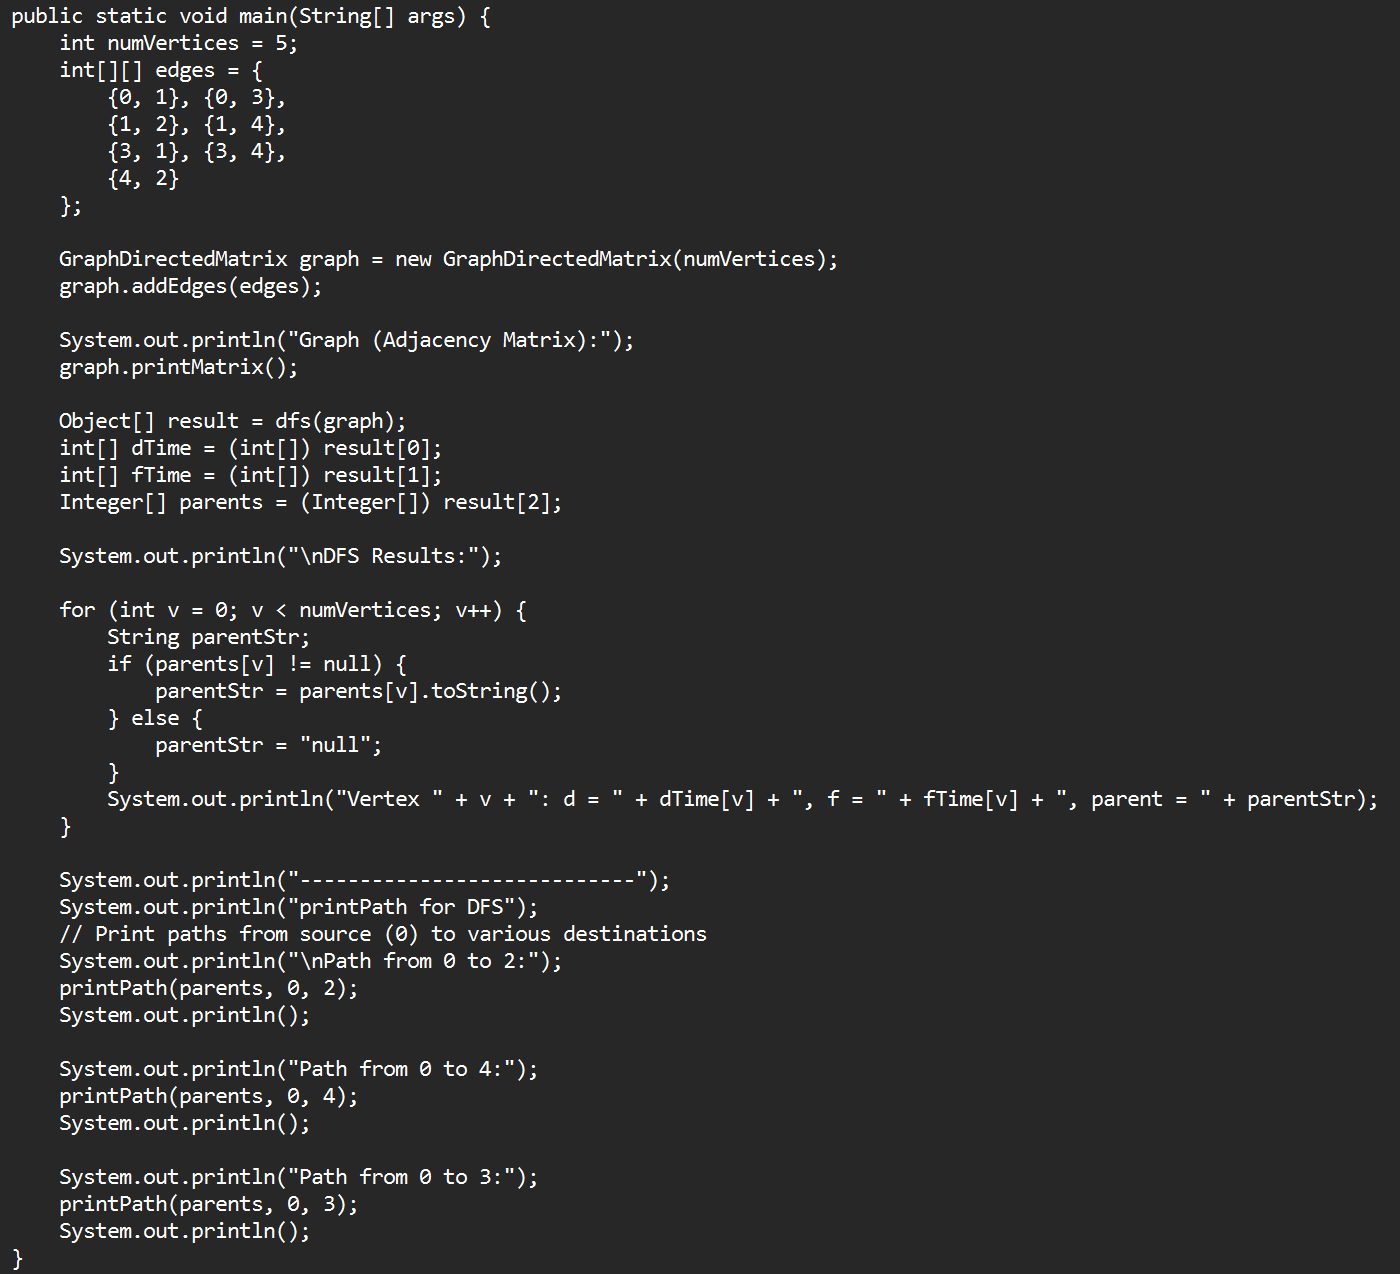 public static void main(String[] args) {
    int numVertices = 5;
    int[][] edges = {
        {0, 1}, {0, 3},
        {1, 2}, {1, 4},
        {3, 1}, {3, 4},
        {4, 2}
    };

    GraphDirectedMatrix graph = new GraphDirectedMatrix(numVertices);
    graph.addEdges(edges);

    System.out.println("Graph (Adjacency Matrix):");
    graph.printMatrix();

    Object[] result = dfs(graph);
    int[] dTime = (int[]) result[0];
    int[] fTime = (int[]) result[1];
    Integer[] parents = (Integer[]) result[2];

    System.out.println("\nDFS Results:");

    for (int v = 0; v < numVertices; v++) {
        String parentStr;
        if (parents[v] != null) {
            parentStr = parents[v].toString();
        } else {
            parentStr = "null";
        }
        System.out.println("Vertex " + v + ": d = " + dTime[v] + ", f = " + fTime[v] + ", parent = " + parentStr);
    }

    System.out.println("----------------------------");
    System.out.println("printPath for DFS");
    // Print paths from source (0) to various destinations
    System.out.println("\nPath from 0 to 2:");
    printPath(parents, 0, 2);
    System.out.println();

    System.out.println("Path from 0 to 4:");
    printPath(parents, 0, 4);
    System.out.println();

    System.out.println("Path from 0 to 3:");
    printPath(parents, 0, 3);
    System.out.println();
}